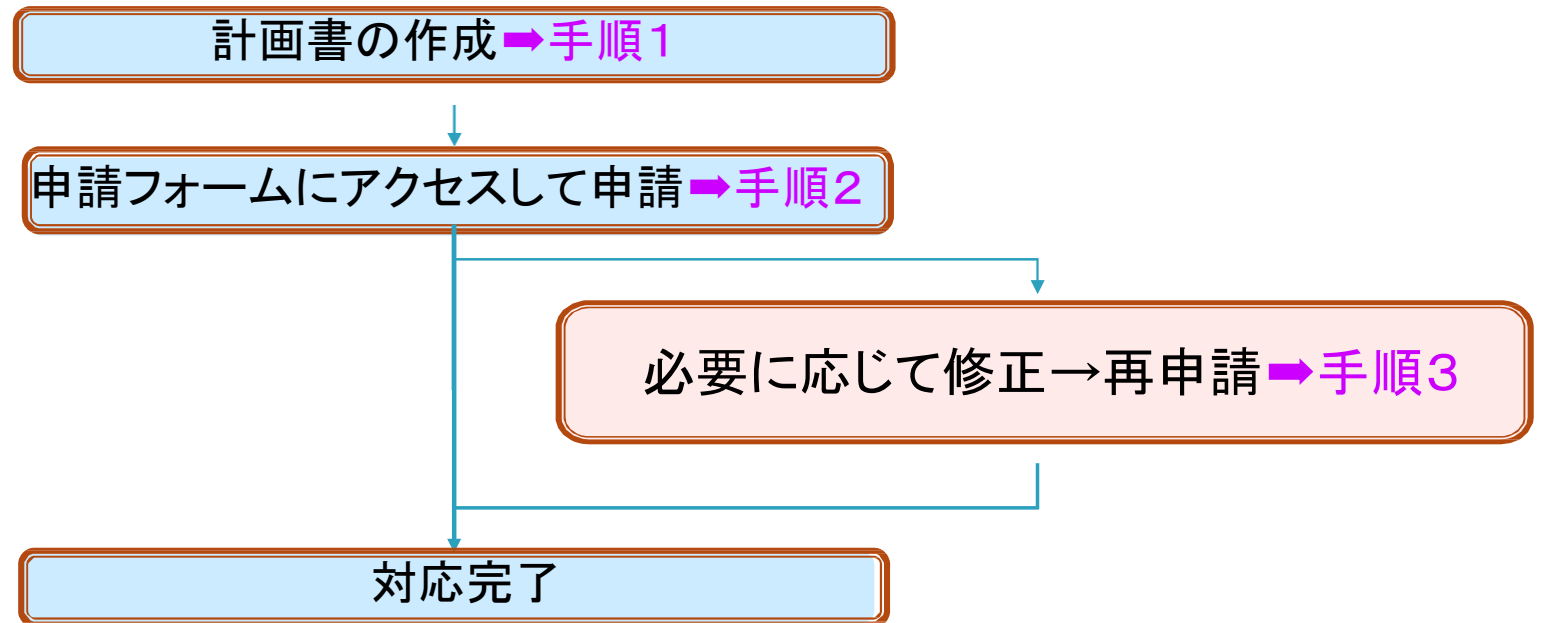 計画書の作成➡手順1
申請フォームにアクセスして申請➡手順2
必要に応じて修正→再申請➡手順3
対応完了